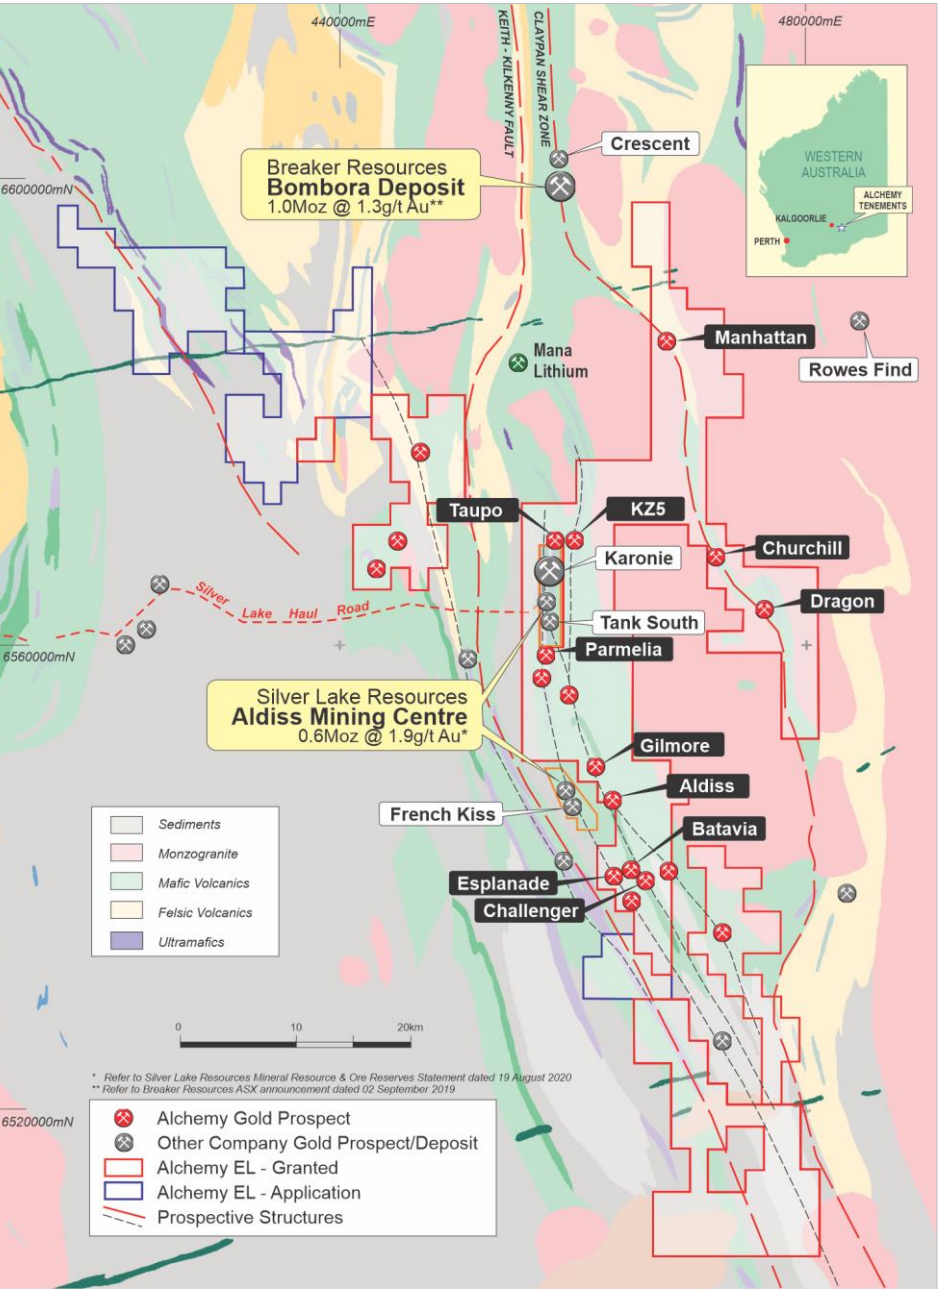 440000mE
480000mE
KEITH - KILKENNY FAULT
CLAYPAN SHEAR ZONE
Crescent
Breaker Resources
Bombora Deposit
1.0Moz @ 1.3g/t Au**
6600000mN
WESTERN
AUSTRALIA
ALCHEMY
TENEMENTS
KALGOORLIE
PERTH
Manhattan
Rowes Find
Mana
Lithium
Taupo
KZ5
Karonie
Churchill
Dragon
Silver Lake Haul Road
Tank South
Parmelia
6560000mN
Silver Lake Resources
Aldiss Mining Centre
0.6Moz @ 1.9g/t Au*
Gilmore
Aldiss
French Kiss
Batavia
Esplanade
Challenger
Sediments
Monzogranite
Mafic Volcanics
Felsic Volcanics
Ultramafics
0 10 20km
* Refer to Silver Lake Resources Mineral Resource & Ore Reserves Statement dated 19 August 2020
** Refer to Breaker Resources ASX announcement dated 02 September 2019
6520000mN
Alchemy Gold Prospect
Other Company Gold Prospect/Deposit
Alchemy EL - Granted
Alchemy EL - Application
Prospective Structures